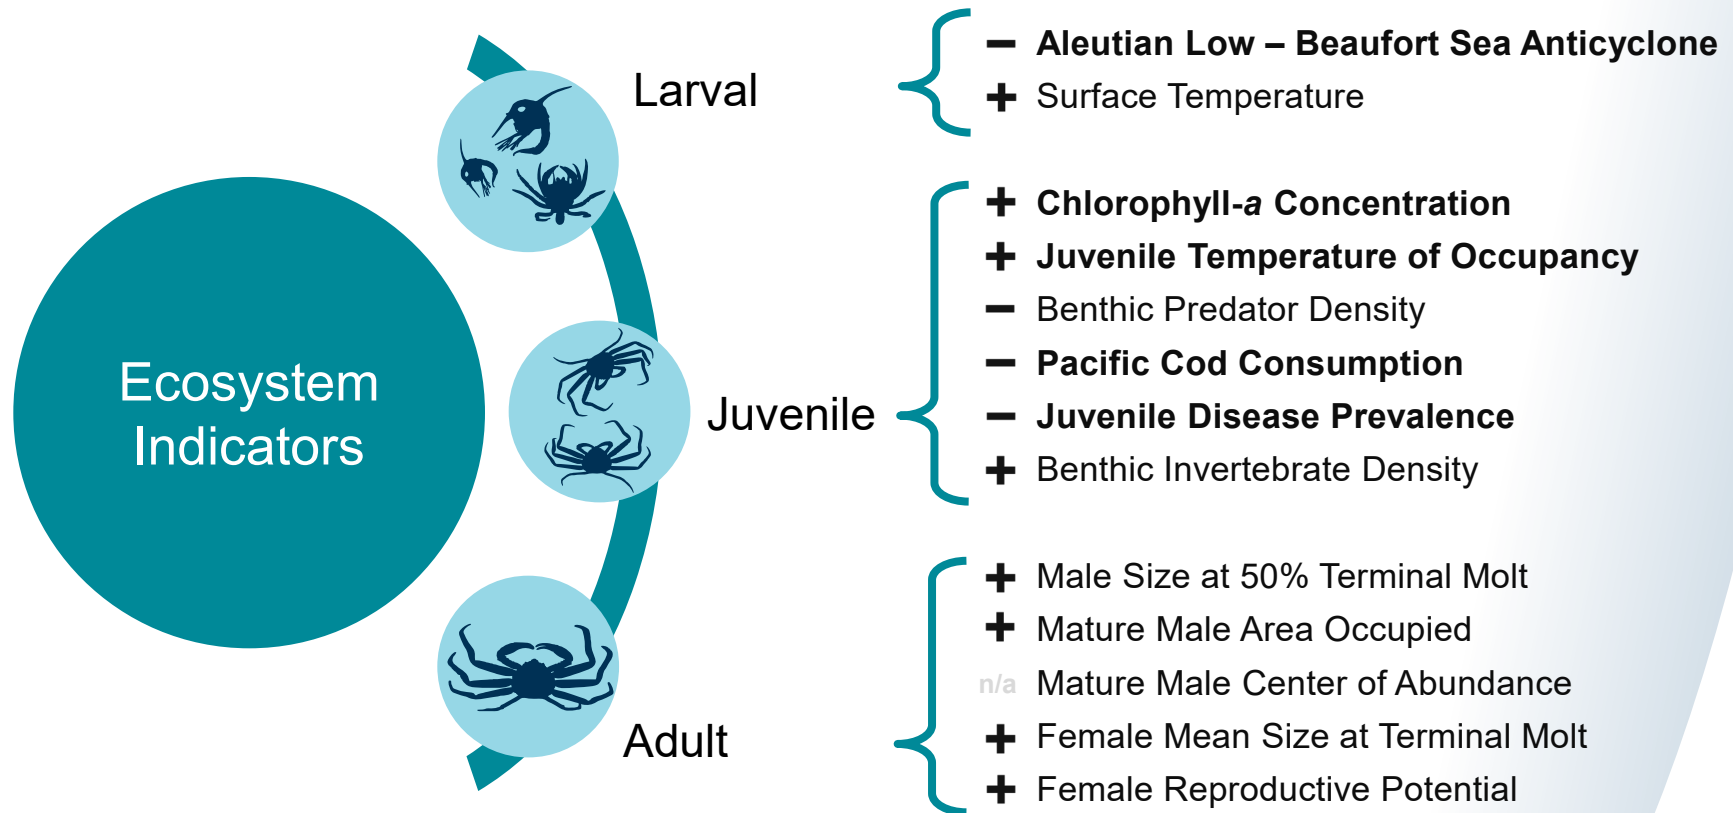 Ecosystem
Indicators
Larval
− Aleutian Low – Beaufort Sea Anticyclone
+ Surface Temperature
Juvenile
+ Chlorophyll-a Concentration
+ Juvenile Temperature of Occupancy
− Benthic Predator Density
− Pacific Cod Consumption
− Juvenile Disease Prevalence
+ Benthic Invertebrate Density
Adult
+ Male Size at 50% Terminal Molt
+ Mature Male Area Occupied
n/a Mature Male Center of Abundance
+ Female Mean Size at Terminal Molt
+ Female Reproductive Potential